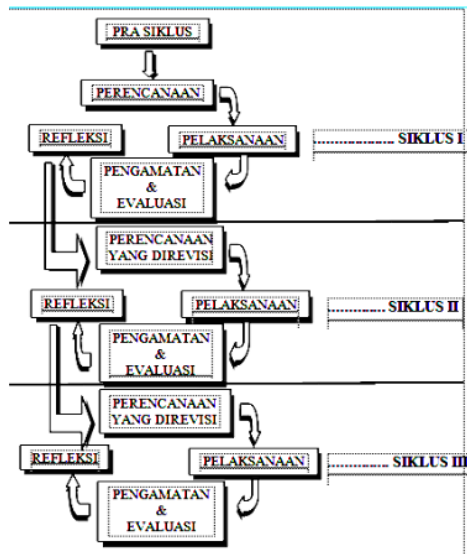 PRA SIKLUS
PERENCANAAN
REFLEKSI
PELAKSANAAN
.................... SIKLUS I
PENGAMATAN
&
EVALUASI
PERENCANAAN
YANG DIREVISI
REFLEKSI
PELAKSANAAN
.................. SIKLUS II
PENGAMATAN
&
EVALUASI
PERENCANAAN
YANG DIREVISI
REFLEKSI
PELAKSANAAN
.................. SIKLUS III
PENGAMATAN
&
EVALUASI